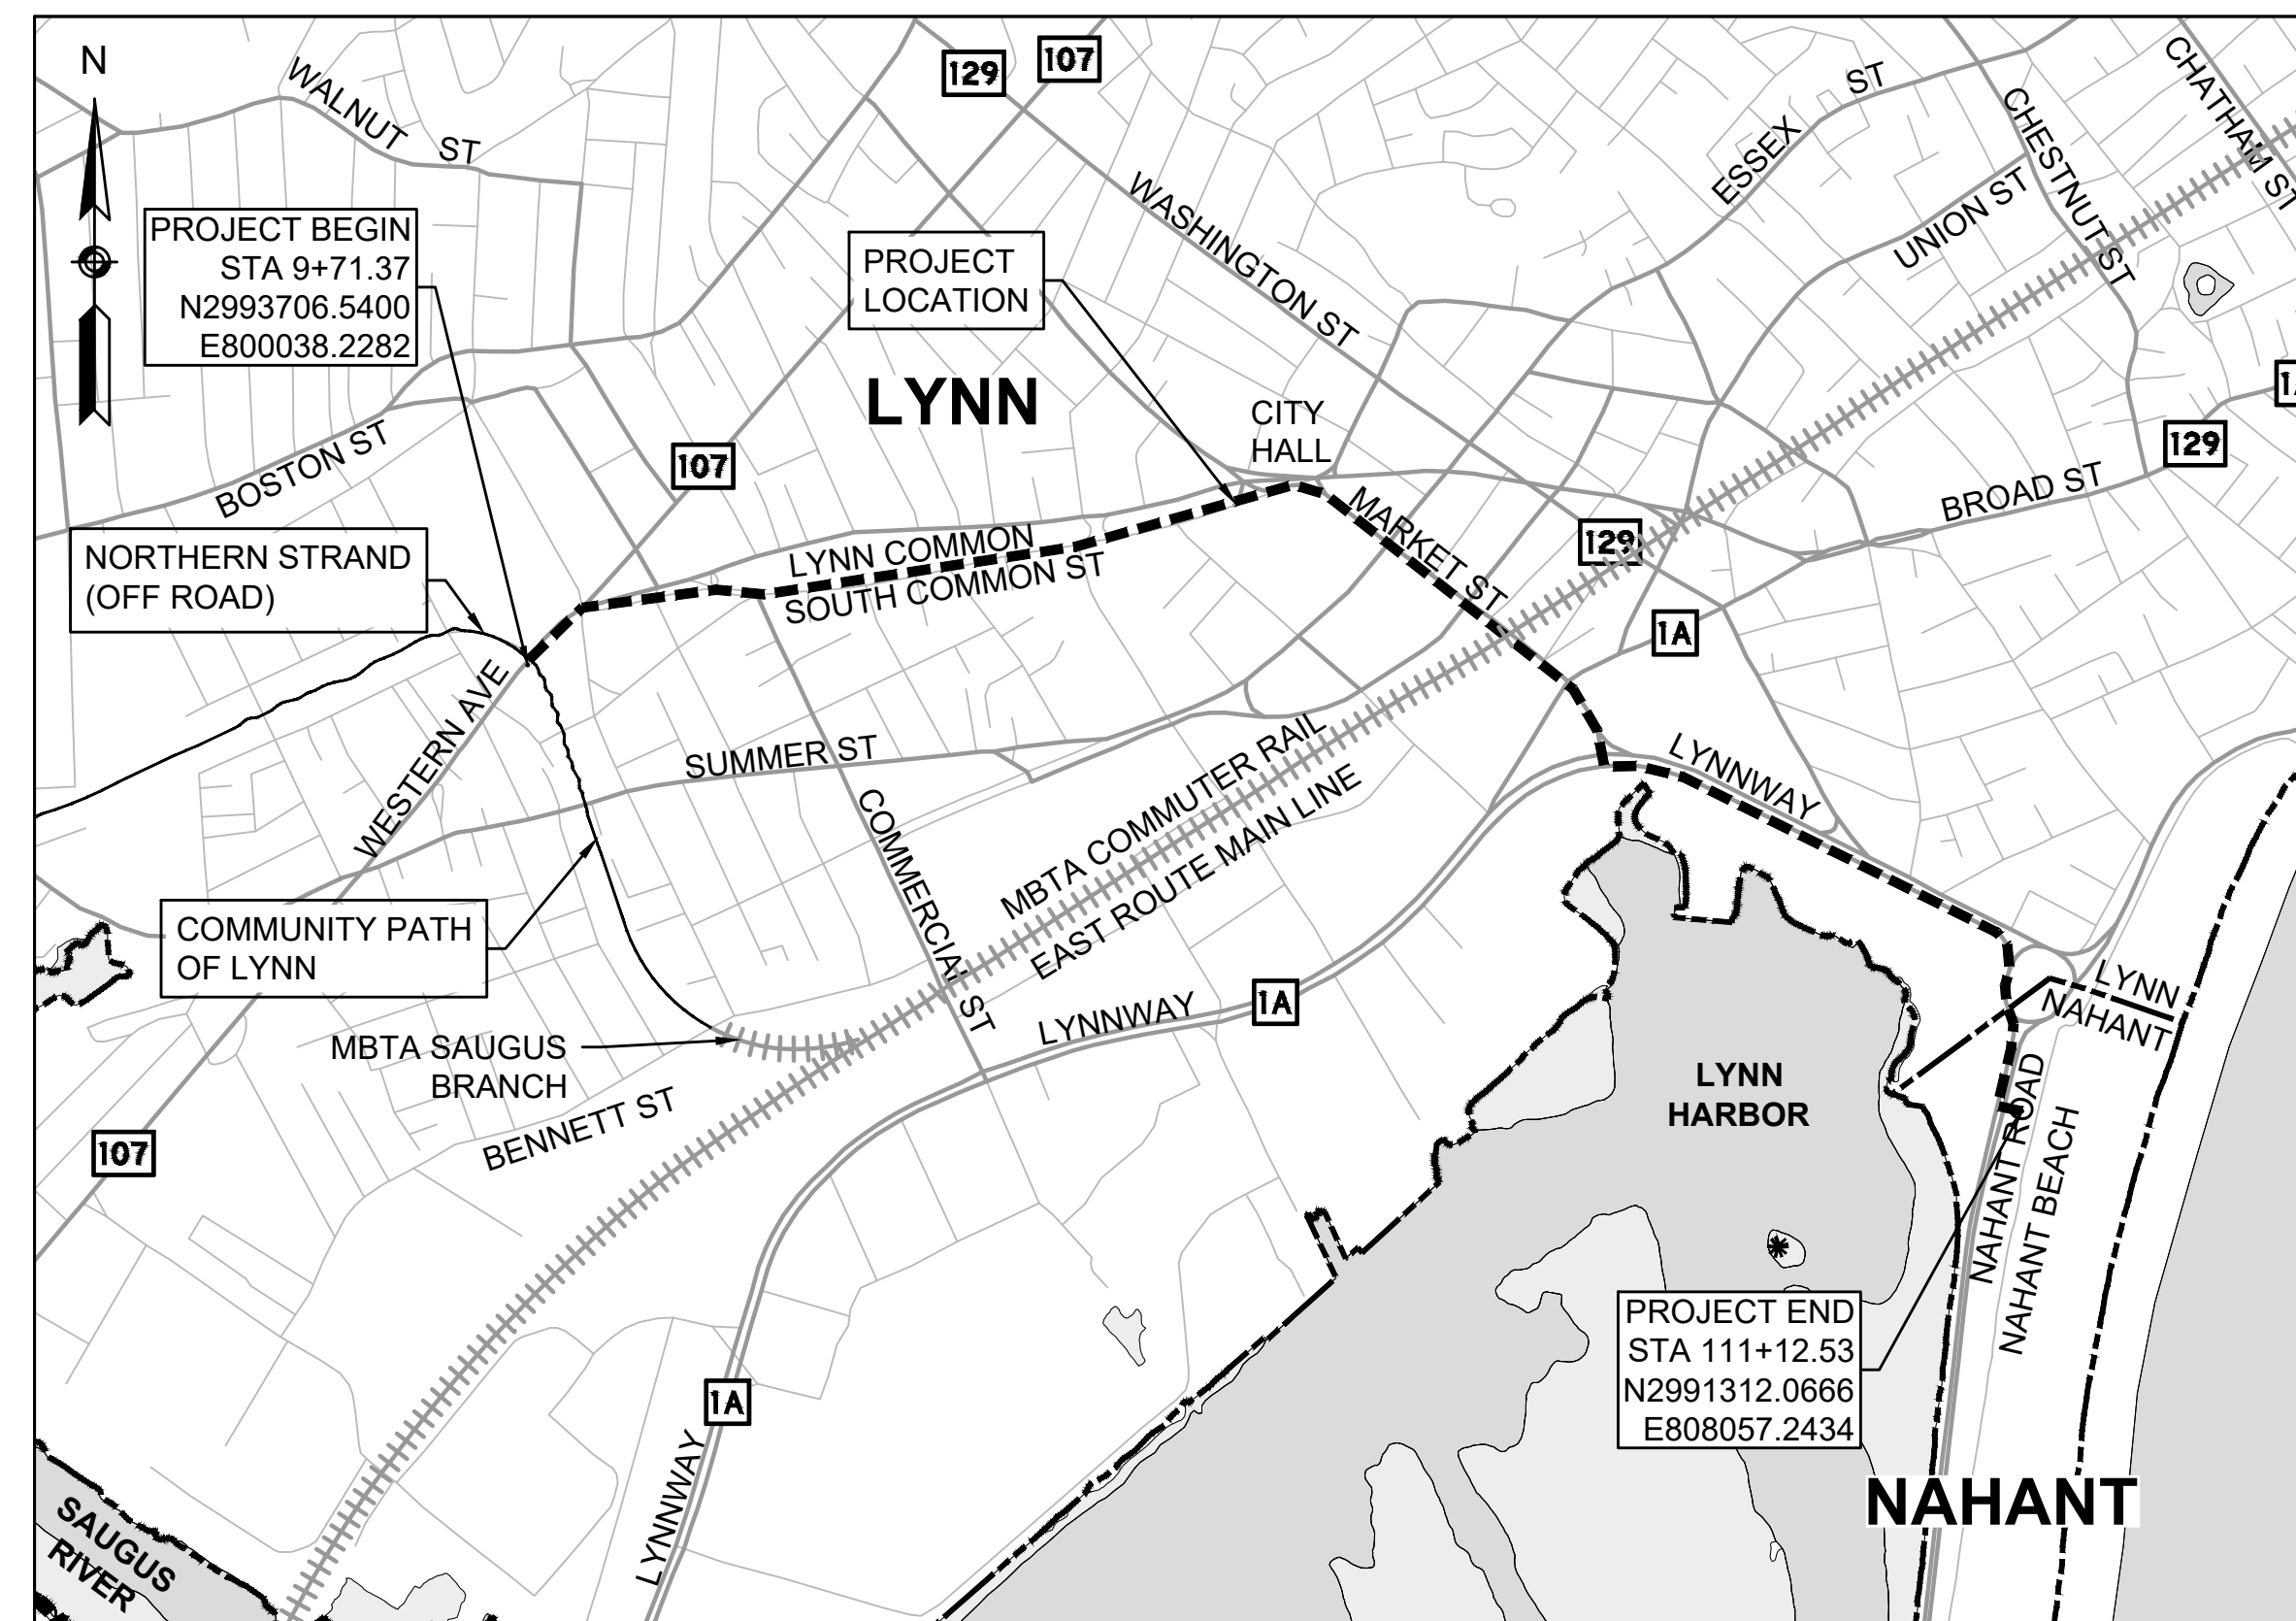 N
129
107
WALNUT ST
ESSEX ST
CHATHAM ST
CHESTNUT ST
UNION ST
WASHINGTON ST
PROJECT BEGIN
STA 9+71.37
N2993706.5400
E800038.2282
PROJECT
LOCATION
LYNN
CITY
HALL
107
BOSTON ST
129
BROAD ST
MARKET ST
129
NORTHERN STRAND
(OFF ROAD)
LYNN COMMON
SOUTH COMMON ST
1A
WESTERN AVE
SUMMER ST
LYNNWAY
COMMERCIAL ST
MBTA COMMUTER RAIL
EAST ROUTE MAIN LINE
COMMUNITY PATH
OF LYNN
LYNN
NAHANT
LYNNWAY
1A
MBTA SAUGUS
BRANCH
BENNETT ST
107
LYNN
HARBOR
NAHANT ROAD
NAHANT BEACH
PROJECT END
STA 111+12.53
N2991312.0666
E808057.2434
1A
LYNNWAY
NAHANT
SAUGUS
RIVER